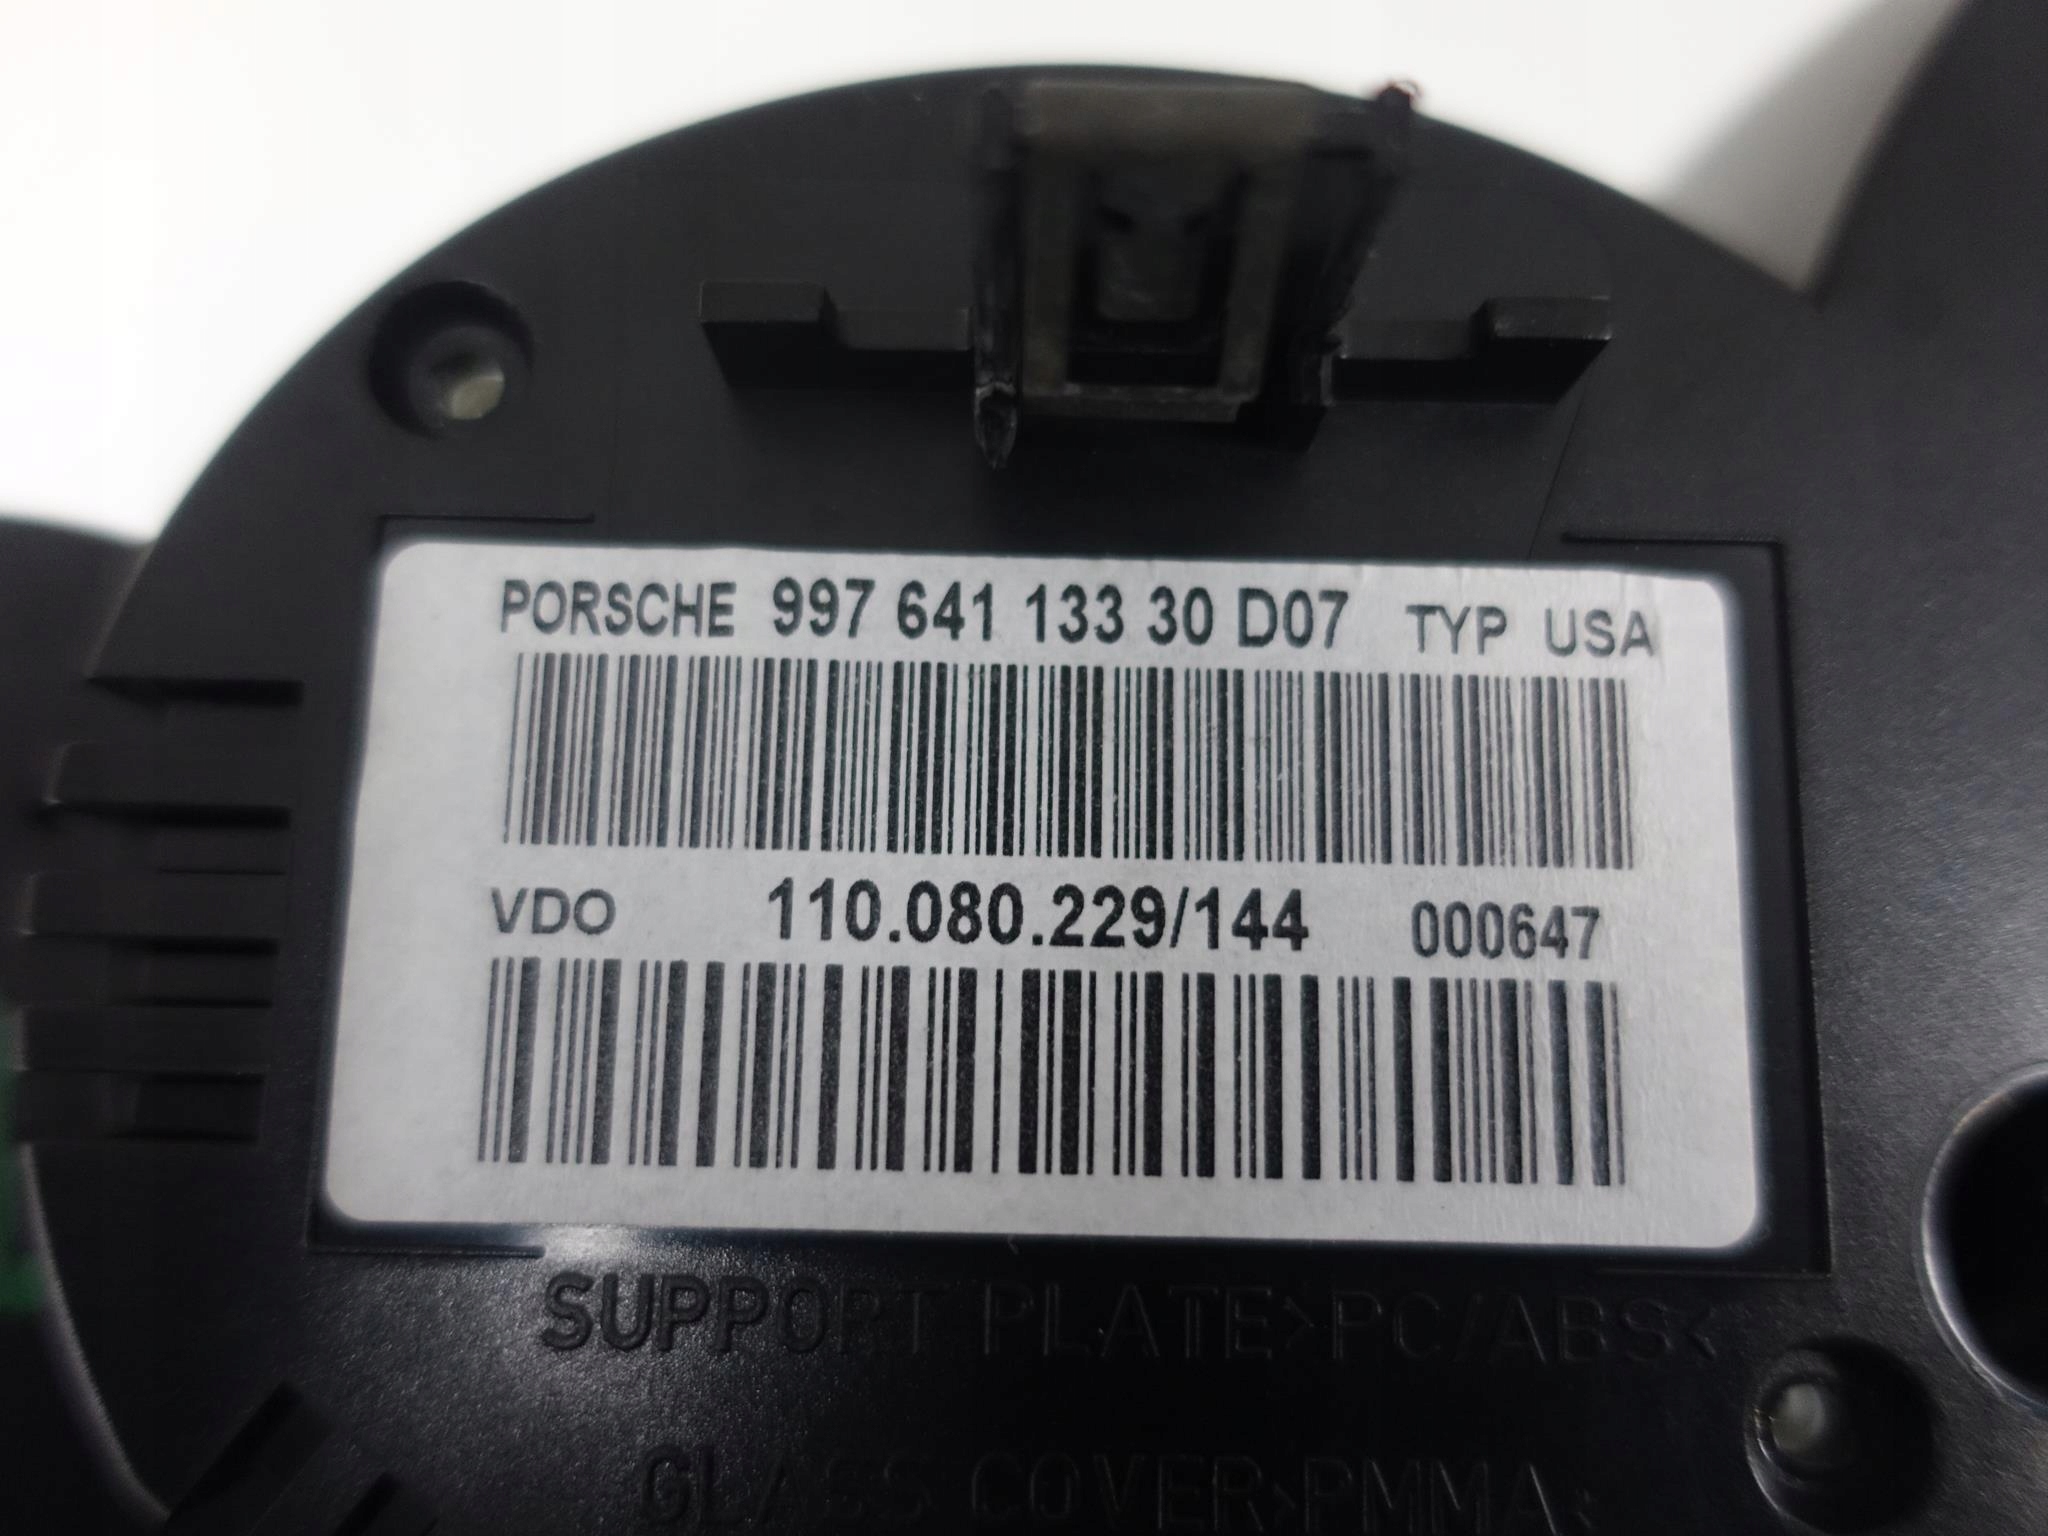 PORSCHE 997 641 133 30 D07 TYP USA
VDO 110.080.229/144 000647
SUPPORT PLATE>PC/ABS<
GLASS COVER>PMMA<